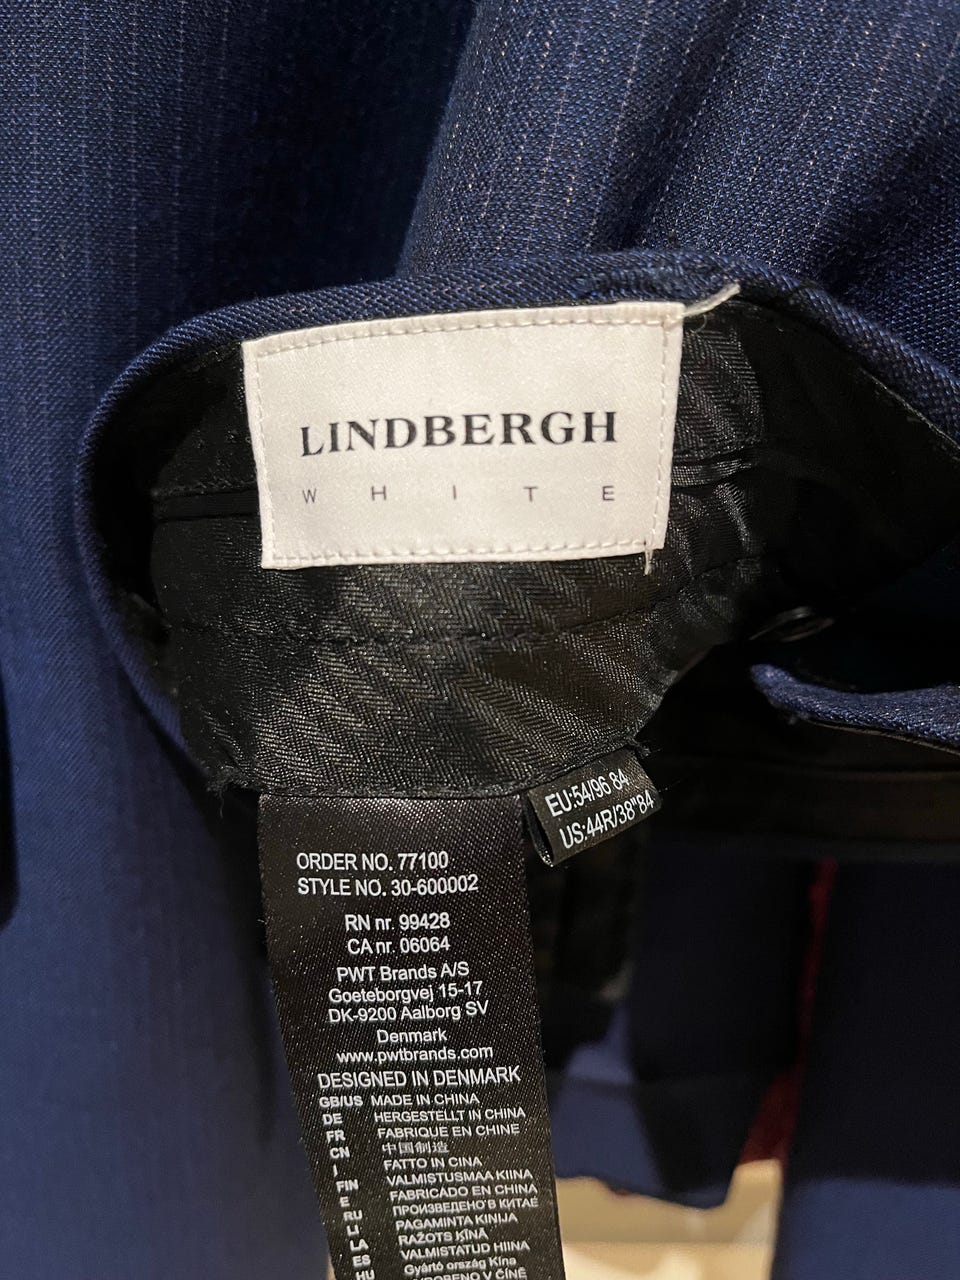 LINDBERGH
WHITE
EU:54/96 84
US:44R/38"84
ORDER NO. 77100
STYLE NO. 30-600002
RN nr. 99428
CA nr. 06064
PWT Brands A/S
Goeteborgvej 15-17
DK-9200 Aalborg SV
Denmark
www.pwtbrands.com
DESIGNED IN DENMARK
GB/US MADE IN CHINA
DE HERGESTELLT IN CHINA
FR FABRIQUE EN CHINE
CN 中国制造
I FATTO IN CINA
FIN VALMISTUSMAA KIINA
E FABRICADO EN CHINA
RU ПРОИЗВЕДЕНО В КИТАЕ
LI PAGAMINTA KINIJA
LA RAŽOTS ĶĪNĀ
ES VALMISTATUD HIINA
HU Gyártó ország Kína
VYROBENO V ČÍNĚ